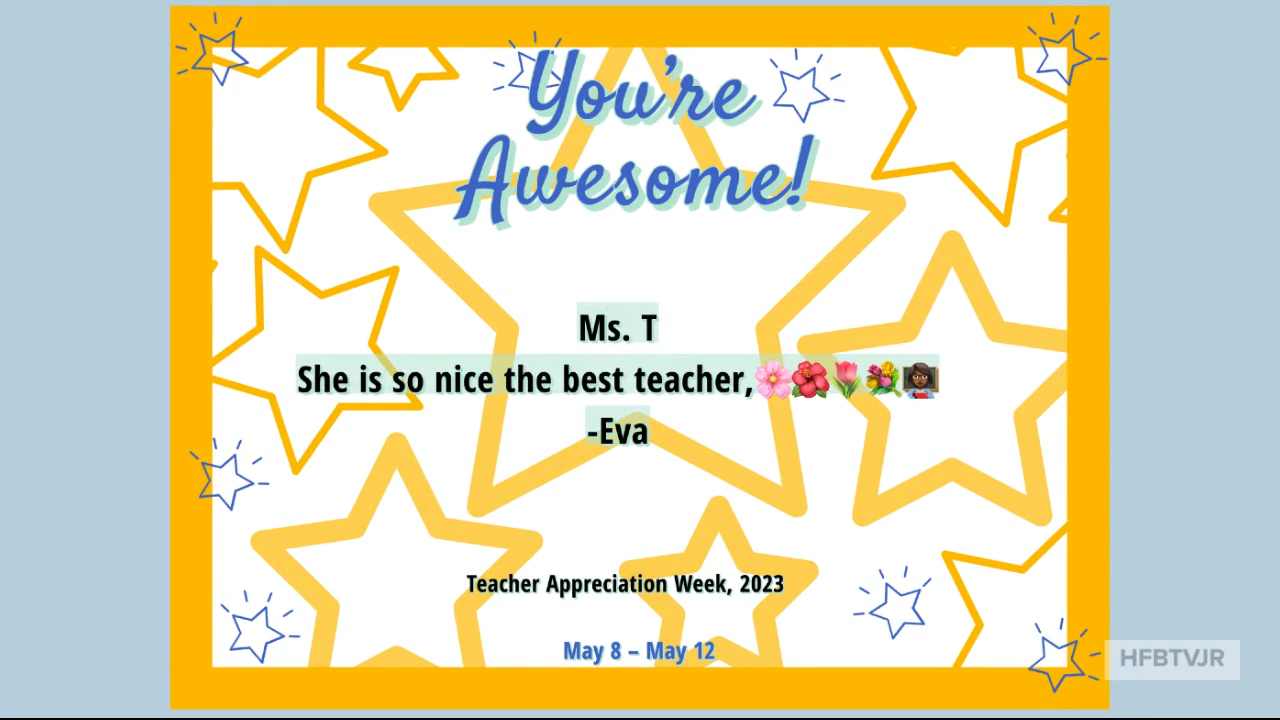 You're
Awesome!
Ms. T
She is so nice the best teacher,🌸🌺🌷💐👩🏾‍🏫
-Eva
Teacher Appreciation Week, 2023
May 8 – May 12
HFBTVJR